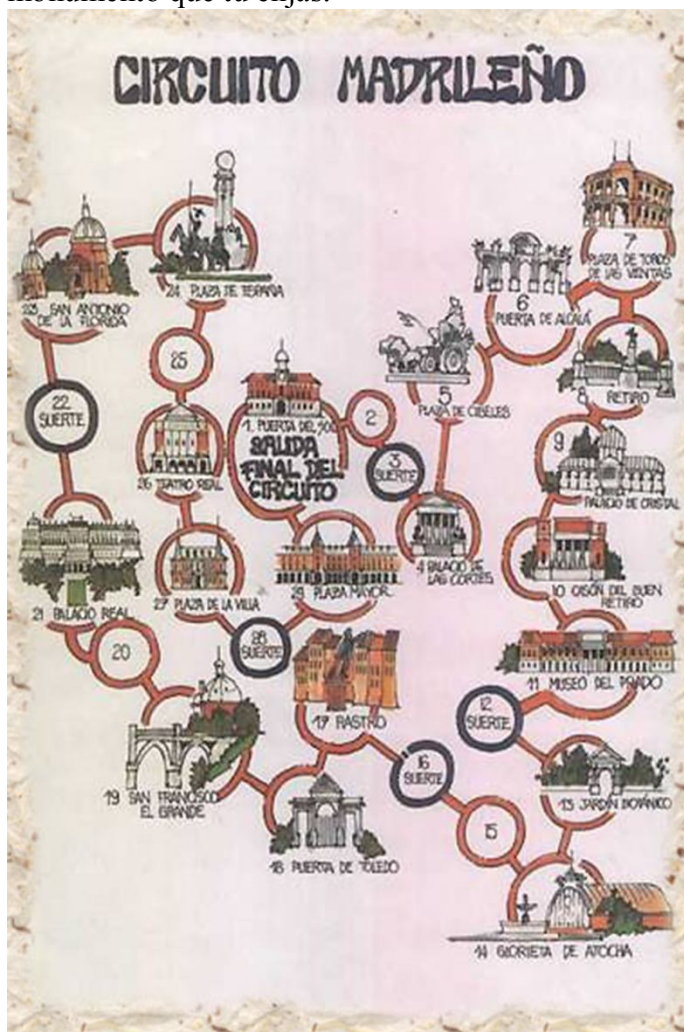 monumento que tú elijas.
CIRCUITO MADRILEÑO
7
PLAZA DE TOROS
DE LAS VENTAS
6
PUERTA DE ALCALÁ
23 SAN ANTONIO
DE LA FLORIDA
24 PLAZA DE ESPAÑA
25
5
PLAZA DE CIBELES
8 RETIRO
22
SUERTE
1. PUERTA DEL SOL
SALIDA
FINAL DEL
CIRCUITO
2
3
SUERTE
9
PALACIO DE CRISTAL
26 TEATRO REAL
4 PALACIO DE
LAS CORTES
10 CASÓN DEL BUEN
RETIRO
21 PALACIO REAL
27 PLAZA DE LA VILLA
29 PLAZA MAYOR
28
SUERTE
20
11 MUSEO DEL PRADO
12
SUERTE
17 RASTRO
16
SUERTE
13 JARDÍN BOTÁNICO
19 SAN FRANCISCO
EL GRANDE
15
18 PUERTA DE TOLEDO
14 GLORIETA DE ATOCHA